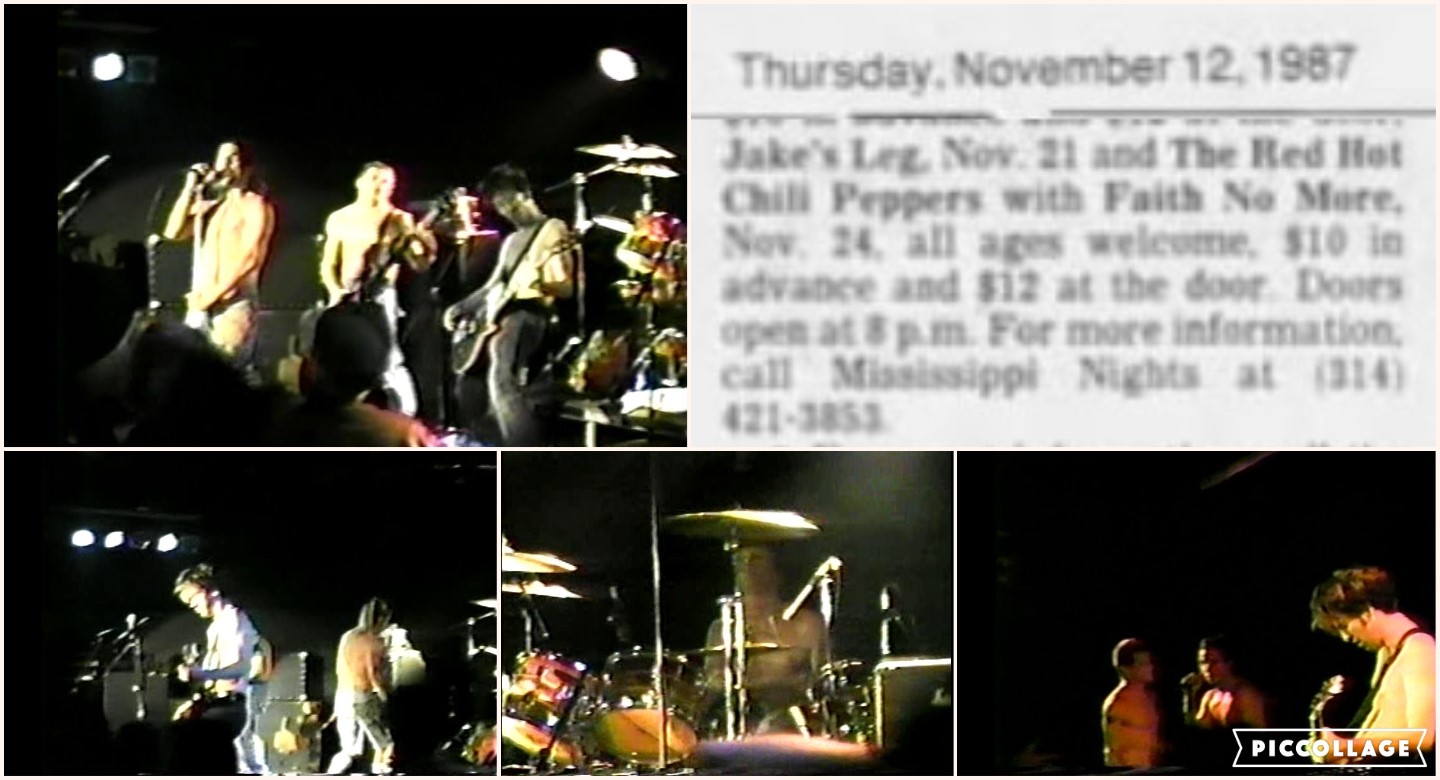 Thursday, November 12, 1987
Jake's Leg, Nov. 21 and The Red Hot
Chili Peppers with Faith No More,
Nov. 24, all ages welcome, $10 in
advance and $12 at the door. Doors
open at 8 p.m. For more information,
call Mississippi Nights at (314)
421-3853.
PIC COLLAGE